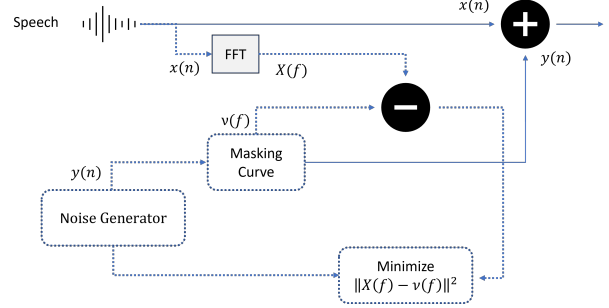 x(n)
Speech
FFT
x(n)
X(f)
y(n)
ν(f)
Masking
Curve
y(n)
Noise Generator
Minimize
‖X(f) − ν(f)‖²